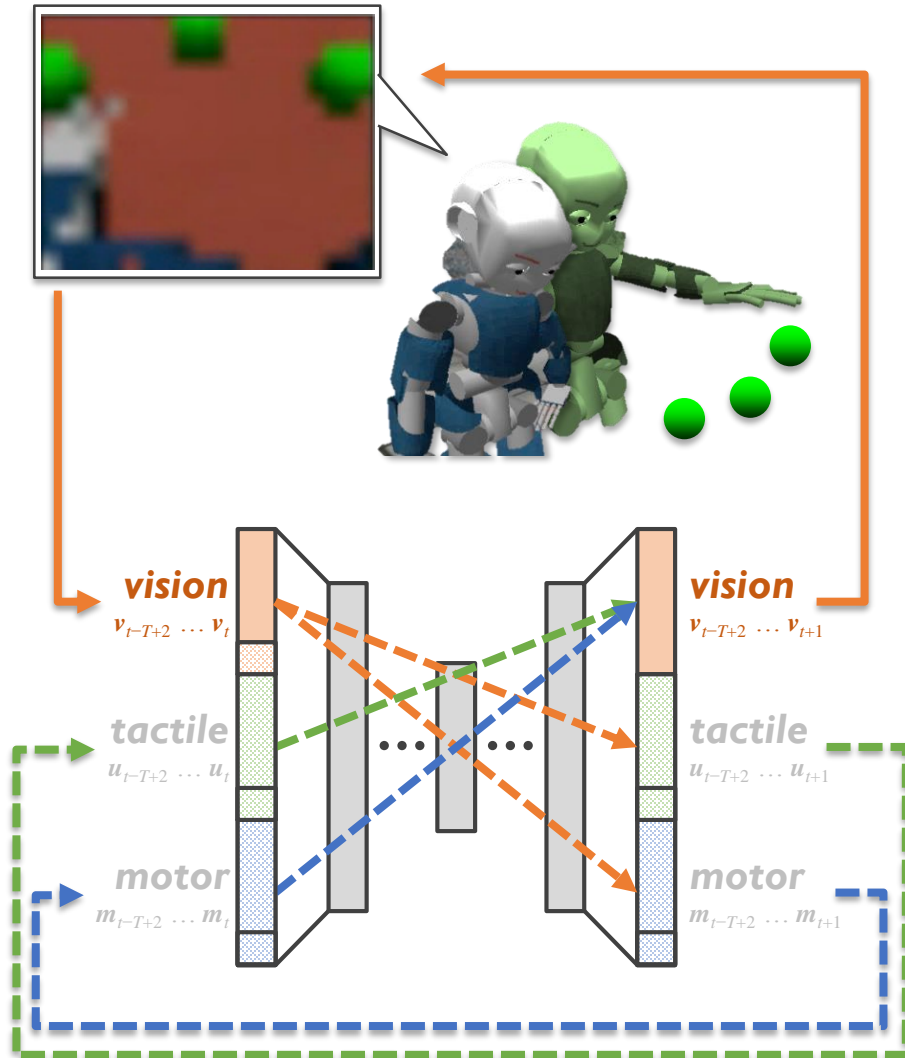 vision
v_{t−T+2} … v_t
tactile
u_{t−T+2} … u_t
motor
m_{t−T+2} … m_t
vision
v_{t−T+2} … v_{t+1}
tactile
u_{t−T+2} … u_{t+1}
motor
m_{t−T+2} … m_{t+1}